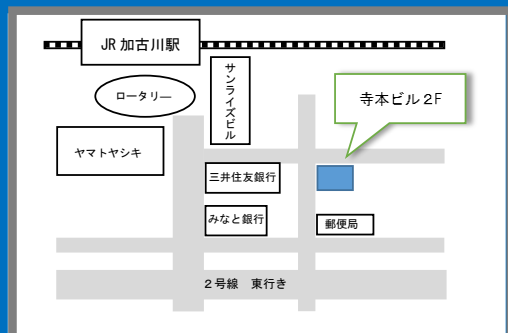 JR 加古川駅
サンライズビル
ロータリー
寺本ビル２F
ヤマトヤシキ
三井住友銀行
みなと銀行
郵便局
２号線　東行き